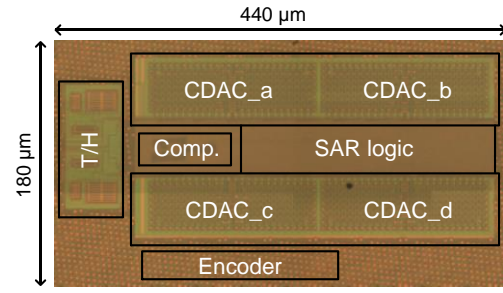 440 µm
180 µm
T/H
CDAC_a
CDAC_b
Comp.
SAR logic
CDAC_c
CDAC_d
Encoder